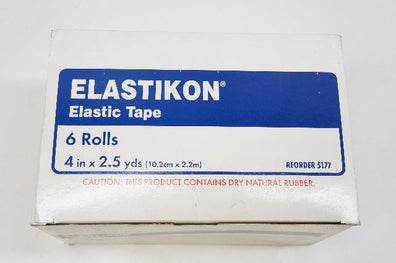 ELASTIKON®
Elastic Tape
6 Rolls
4 in x 2.5 yds (10.2cm x 2.2m) REORDER 5177
CAUTION: THIS PRODUCT CONTAINS DRY NATURAL RUBBER.